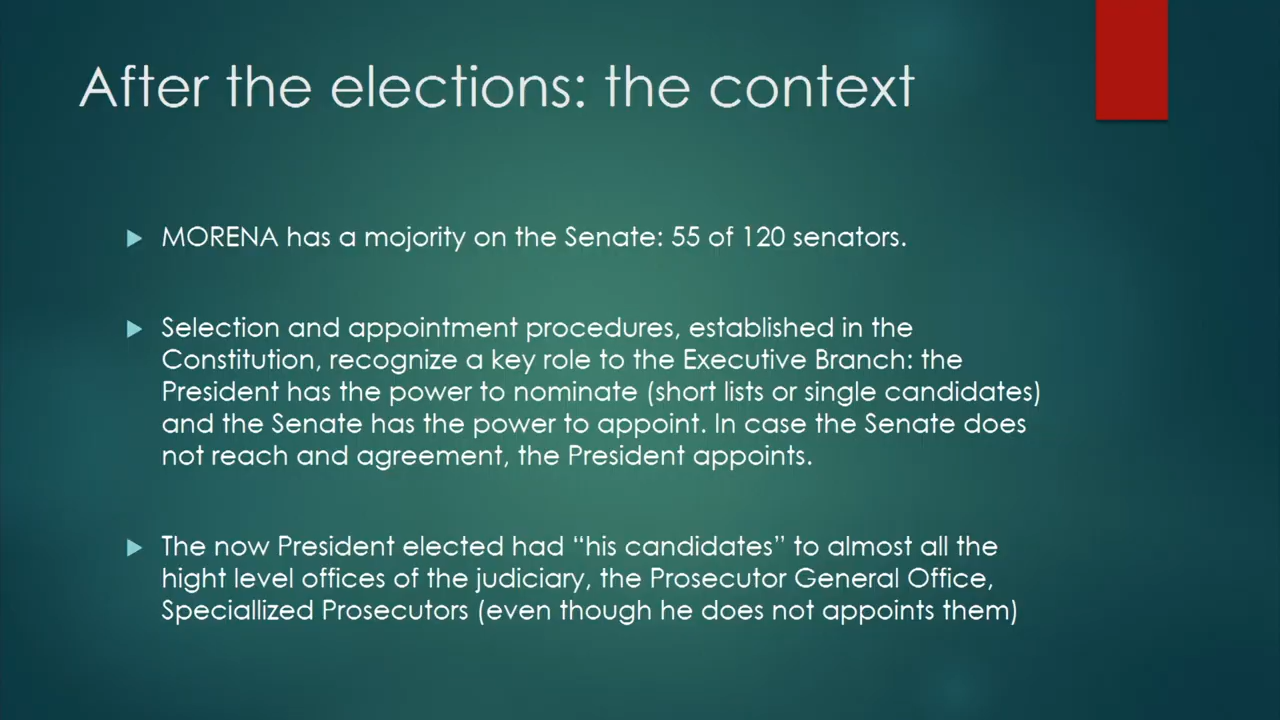 After the elections: the context
MORENA has a mojority on the Senate: 55 of 120 senators.
Selection and appointment procedures, established in the
Constitution, recognize a key role to the Executive Branch: the
President has the power to nominate (short lists or single candidates)
and the Senate has the power to appoint. In case the Senate does
not reach and agreement, the President appoints.
The now President elected had “his candidates” to almost all the
hight level offices of the judiciary, the Prosecutor General Office,
Speciallized Prosecutors (even though he does not appoints them)